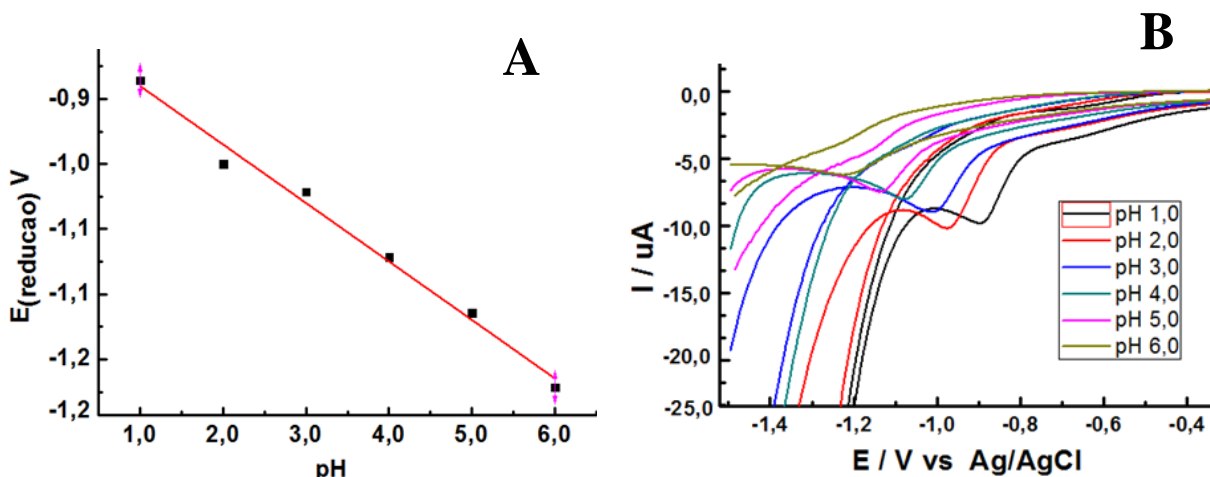 A
E(reducao) V
-0,9
-1,0
-1,1
-1,1
-1,2
-1,2
1,0 2,0 3,0 4,0 5,0 6,0
pH
B
I / uA
0,0
-5,0
-10,0
-15,0
-20,0
-25,0
pH 1,0
pH 2,0
pH 3,0
pH 4,0
pH 5,0
pH 6,0
-1,4 -1,2 -1,0 -0,8 -0,6 -0,4
E / V vs Ag/AgCl